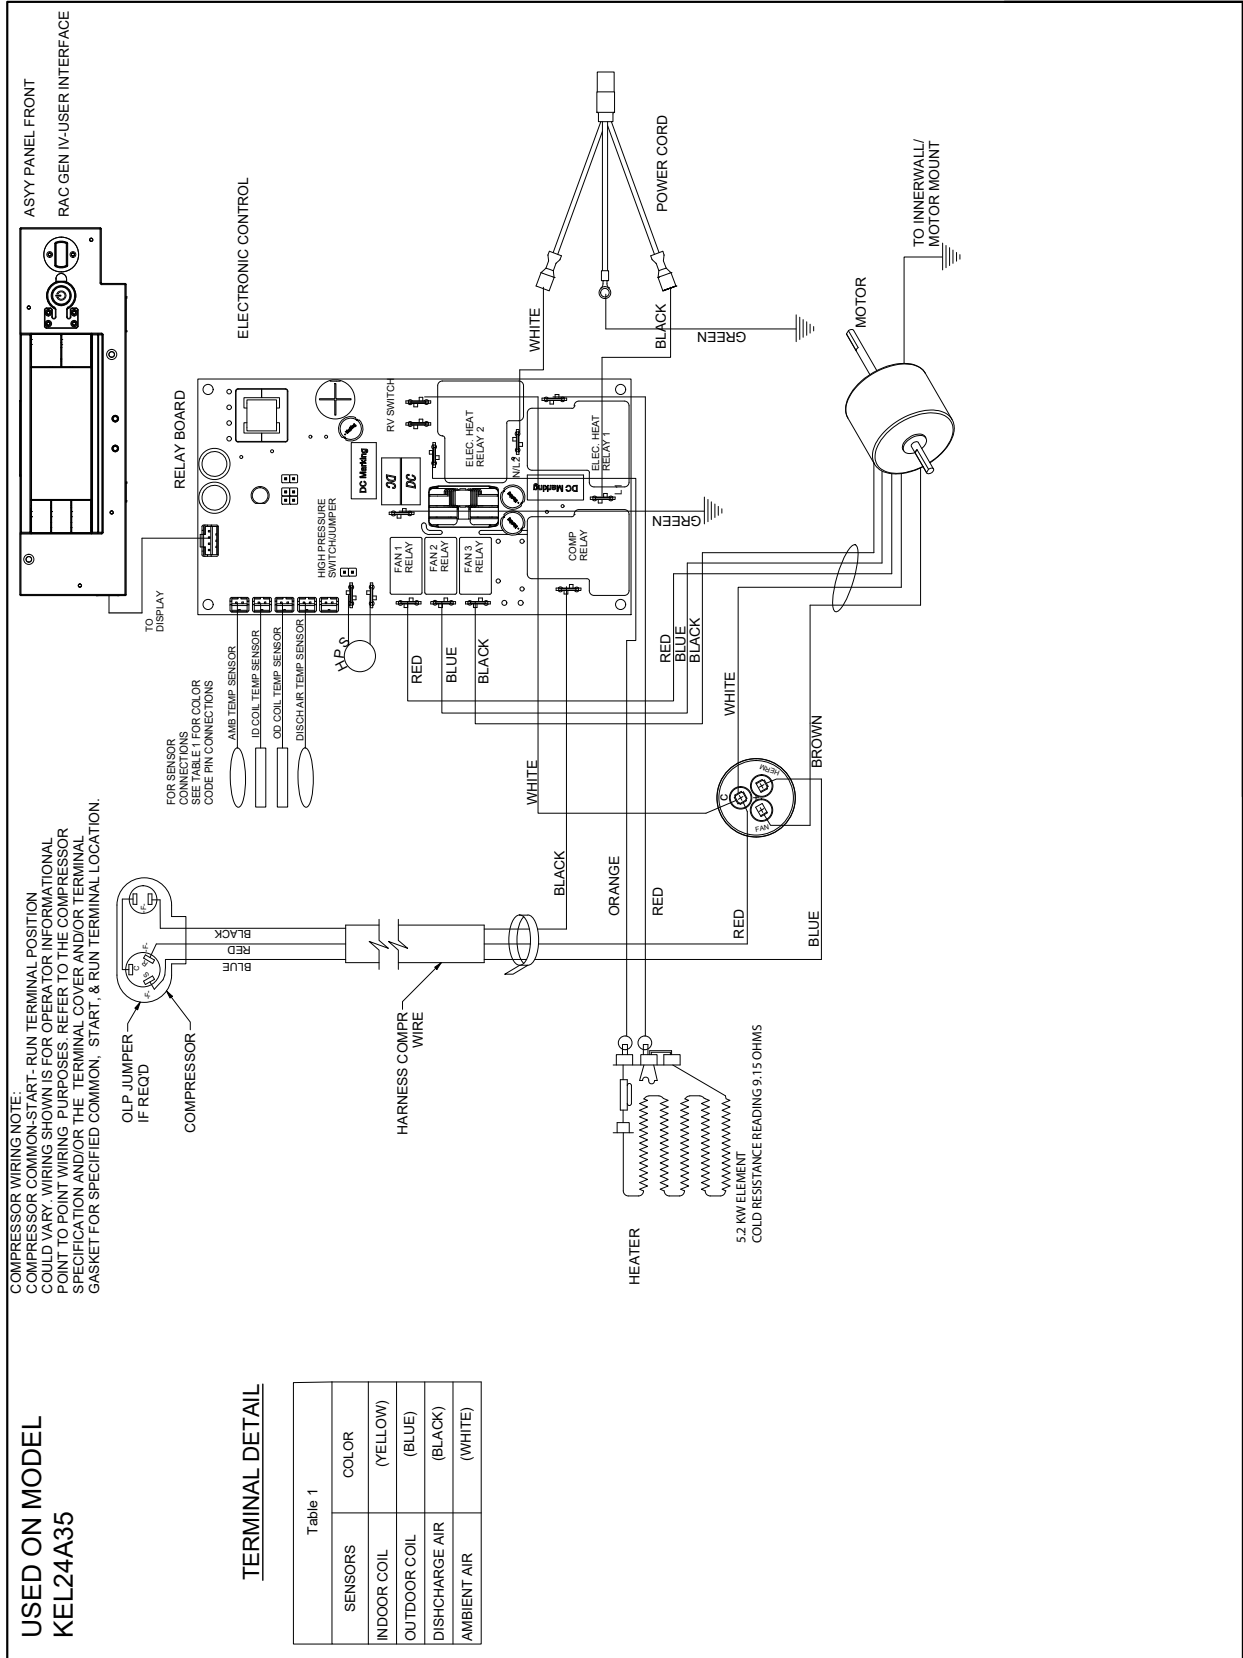 USED ON MODEL
KEL24A35
COMPRESSOR WIRING NOTE:
COMPRESSOR COMMON-START- RUN TERMINAL POSITION
COULD VARY. WIRING SHOWN IS FOR OPERATOR INFORMATIONAL
POINT TO POINT WIRING PURPOSES. REFER TO THE COMPRESSOR
SPECIFICATION AND/OR THE TERMINAL COVER AND/OR TERMINAL
GASKET FOR SPECIFIED COMMON, START, & RUN TERMINAL LOCATION.
ASYY PANEL FRONT
RAC GEN IV-USER INTERFACE
TO
DISPLAY
RELAY BOARD
ELECTRONIC CONTROL
FOR SENSOR
CONNECTIONS
SEE TABLE 1 FOR COLOR
CODE PIN CONNECTIONS
AMB TEMP SENSOR
ID COIL TEMP SENSOR
OD COIL TEMP SENSOR
DISCH AIR TEMP SENSOR
HIGH PRESSURE
SWITCH/JUMPER
HPS
DC Marking
DC
DC
RV SWITCH
FAN 1
RELAY
FAN 2
RELAY
FAN 3
RELAY
ELEC. HEAT
RELAY 2
N/L2
DC Marking
COMP
RELAY
ELEC. HEAT
RELAY 1
L1
WHITE
BLACK
GREEN
POWER CORD
GREEN
RED
BLUE
BLACK
RED
BLUE
BLACK
WHITE
BROWN
MOTOR
TO INNERWALL/
MOTOR MOUNT
OLP JUMPER
IF REQ'D
COMPRESSOR
C
R
S
-F-
-F-
-F-
BLACK
RED
BLUE
HARNESS COMPR
WIRE
WHITE
BLACK
ORANGE
RED
RED
BLUE
C
HERM
FAN
HEATER
5.2 KW ELEMENT
COLD RESISTANCE READING 9.15 OHMS
TERMINAL DETAIL
Table 1
SENSORS COLOR
INDOOR COIL (YELLOW)
OUTDOOR COIL (BLUE)
DISHCHARGE AIR (BLACK)
AMBIENT AIR (WHITE)